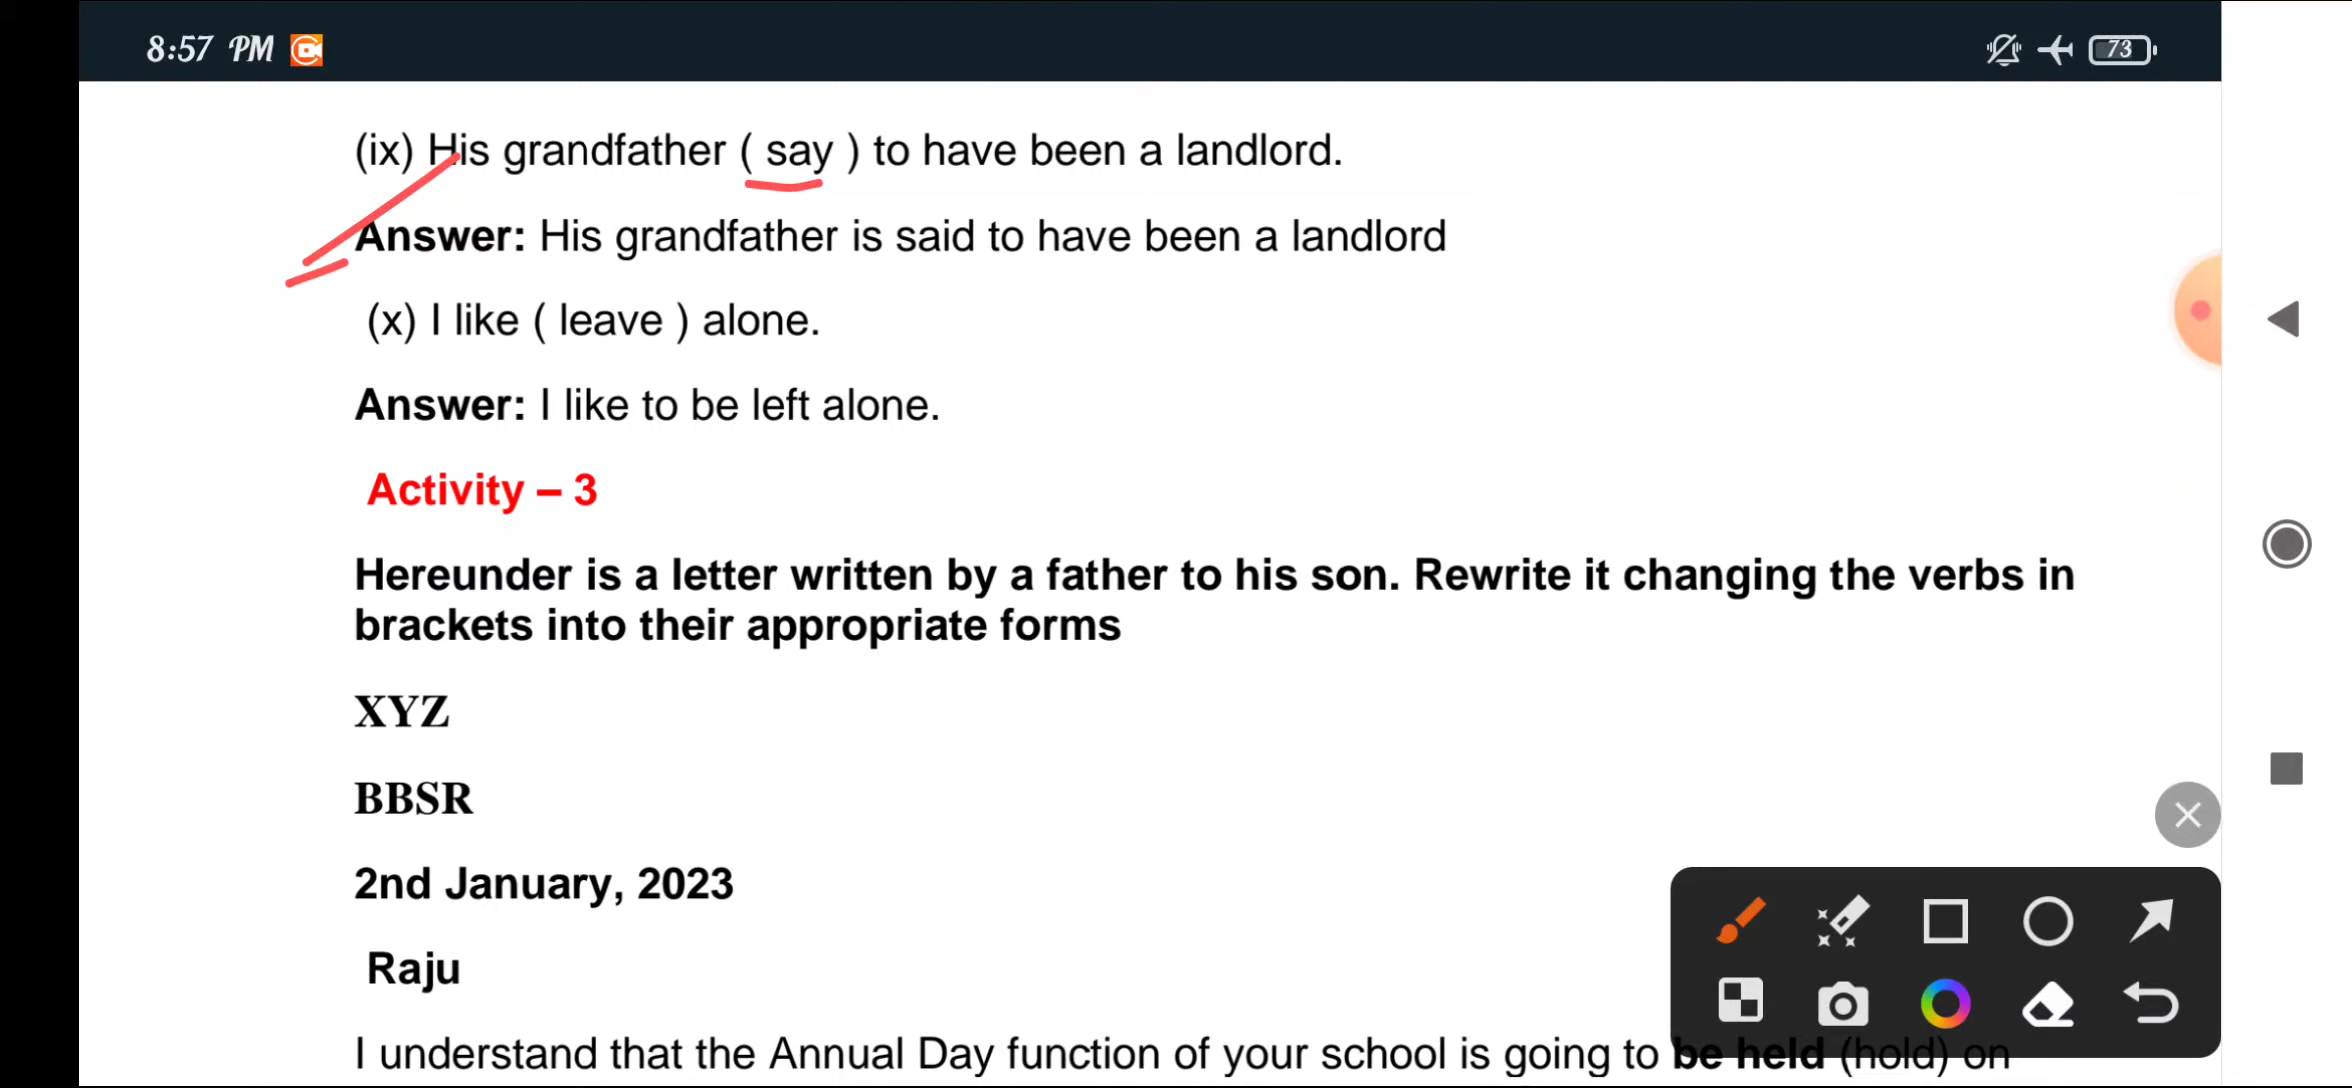 8:57 PM
73
(ix) His grandfather ( say ) to have been a landlord.
Answer: His grandfather is said to have been a landlord
(x) I like ( leave ) alone.
Answer: I like to be left alone.
Activity – 3
Hereunder is a letter written by a father to his son. Rewrite it changing the verbs in
brackets into their appropriate forms
XYZ
BBSR
2nd January, 2023
Raju
I understand that the Annual Day function of your school is going to be held (hold) on